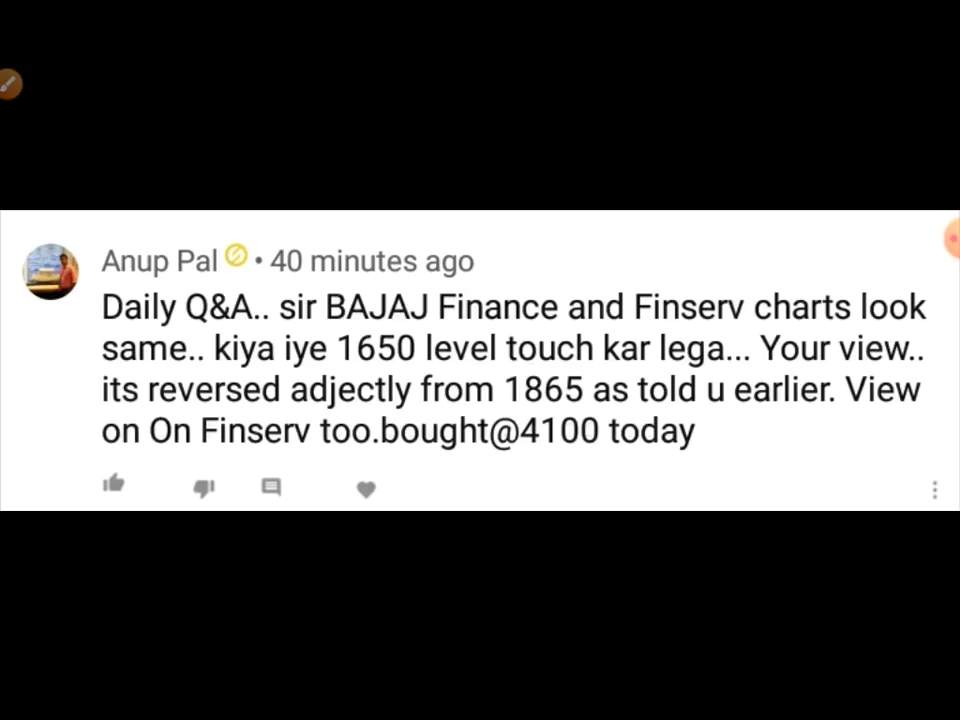 Anup Pal • 40 minutes ago
Daily Q&A.. sir BAJAJ Finance and Finserv charts look
same.. kiya iye 1650 level touch kar lega... Your view..
its reversed adjectly from 1865 as told u earlier. View
on On Finserv too.bought@4100 today